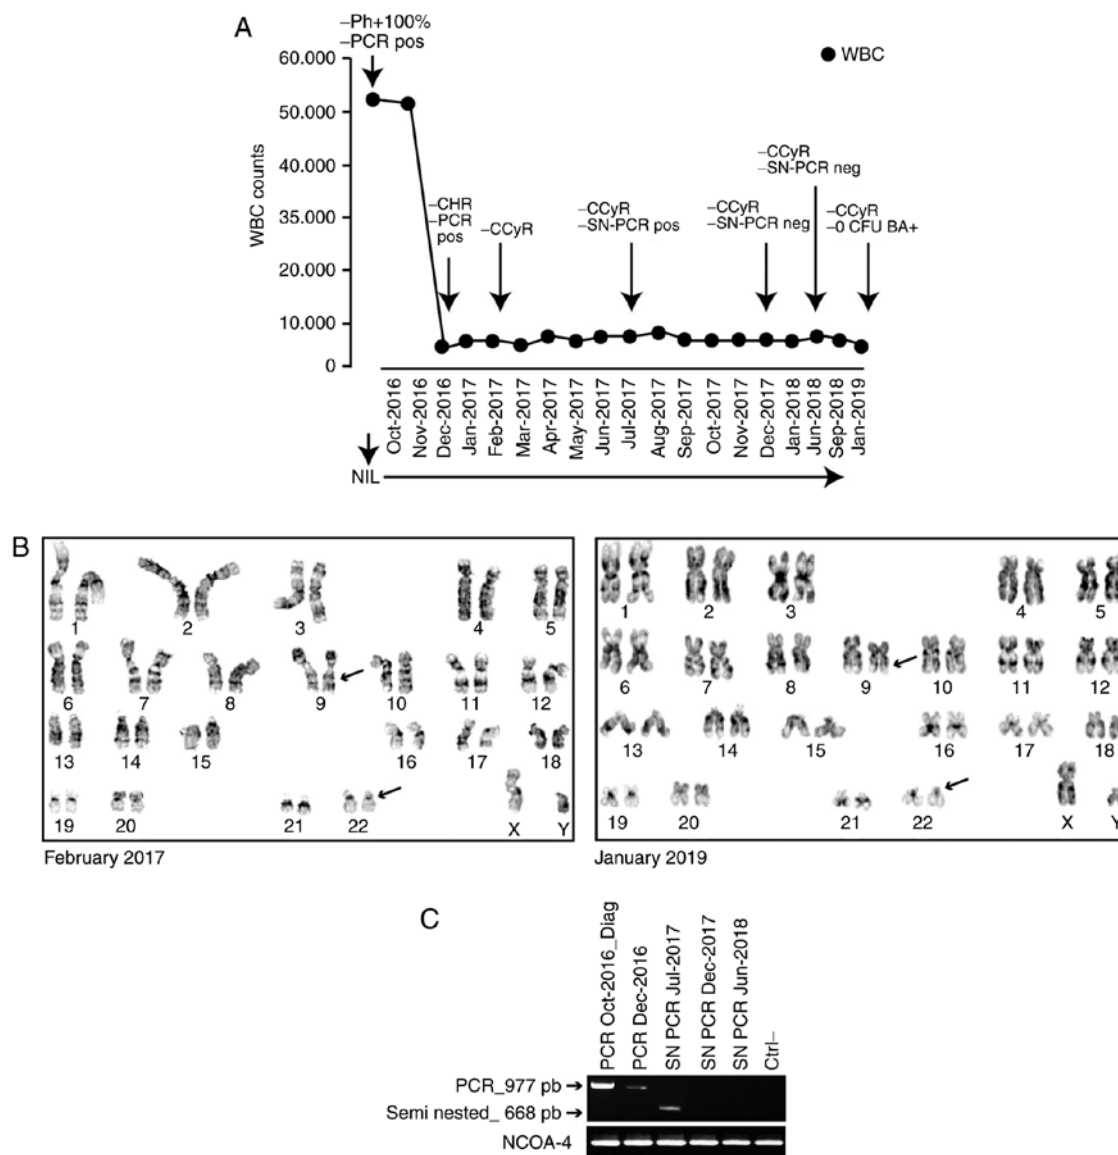 A
–Ph+100%
–PCR pos
WBC
60.000
50.000
40.000
35.000
20.000
10.000
0
WBC counts
–CHR
–PCR
pos
–CCyR
–CCyR
–SN-PCR pos
–CCyR
–SN-PCR neg
–CCyR
–SN-PCR neg
–CCyR
–0 CFU BA+
Oct-2016
Nov-2016
Dec-2016
Jan-2017
Feb-2017
Mar-2017
Apr-2017
May-2017
Jun-2017
Jul-2017
Aug-2017
Sep-2017
Oct-2017
Nov-2017
Dec-2017
Jan-2018
Jun-2018
Sep-2018
Jan-2019
NIL
B
1 2 3 4 5
6 7 8 9 10 11 12
13 14 15 16 17 18
19 20 21 22 X Y
February 2017
1 2 3 4 5
6 7 8 9 10 11 12
13 14 15 16 17 18
19 20 21 22 X Y
January 2019
C
PCR Oct-2016_Diag
PCR Dec-2016
SN PCR Jul-2017
SN PCR Dec-2017
SN PCR Jun-2018
Ctrl–
PCR_977 pb
Semi nested_ 668 pb
NCOA-4